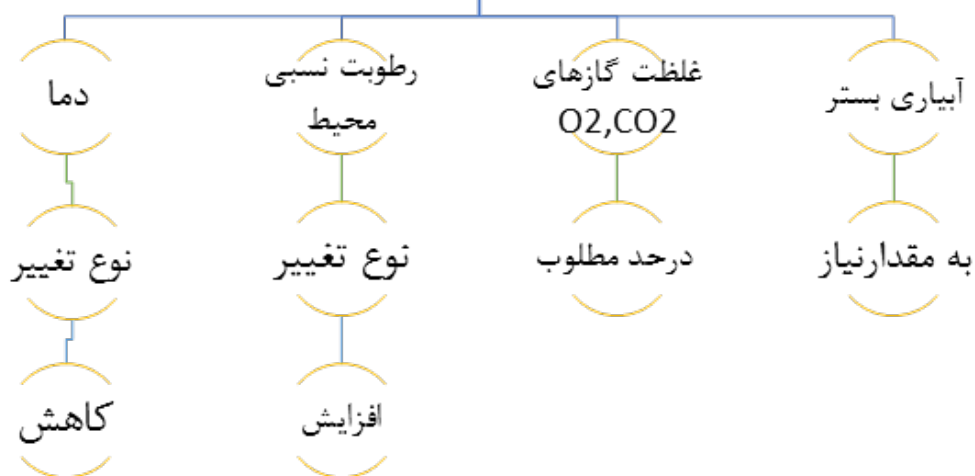 آبیاری بستر
غلظت گازهای
O2,CO2
رطوبت نسبی
محیط
دما
به مقدارنیاز
درحد مطلوب
نوع تغییر
نوع تغییر
افزایش
کاهش